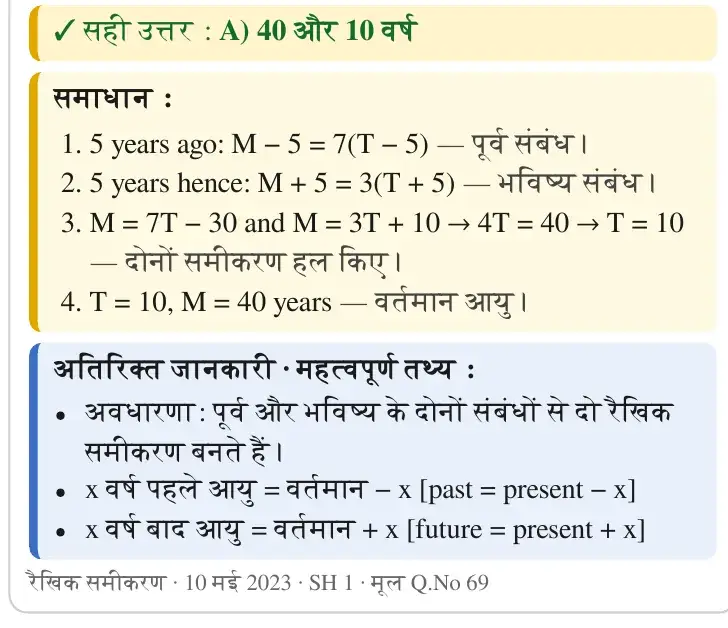 ✓ सही उत्तर : A) 40 और 10 वर्ष
समाधान :
1. 5 years ago: M − 5 = 7(T − 5) — पूर्व संबंध।
2. 5 years hence: M + 5 = 3(T + 5) — भविष्य संबंध।
3. M = 7T − 30 and M = 3T + 10 → 4T = 40 → T = 10
— दोनों समीकरण हल किए।
4. T = 10, M = 40 years — वर्तमान आयु।
अतिरिक्त जानकारी · महत्वपूर्ण तथ्य :
• अवधारणा : पूर्व और भविष्य के दोनों संबंधों से दो रैखिक
समीकरण बनते हैं।
• x वर्ष पहले आयु = वर्तमान − x [past = present − x]
• x वर्ष बाद आयु = वर्तमान + x [future = present + x]
रैखिक समीकरण · 10 मई 2023 · SH 1 · मूल Q.No 69